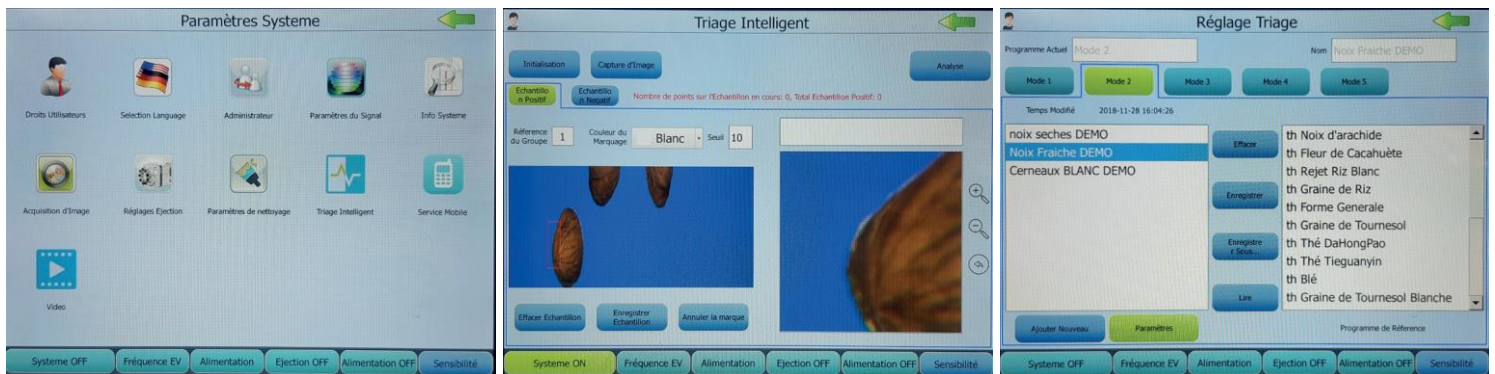 Paramètres Systeme
Droits Utilisateurs
Selection Language
Administrateur
Paramètres du Signal
Info Systeme
Acquisition d'Image
Réglages Ejection
Paramètres de nettoyage
Triage Intelligent
Service Mobile
Video
Systeme OFF
Fréquence EV
Alimentation
Ejection OFF
Alimentation OFF
Sensibilité
Triage Intelligent
Initialisation
Capture d'Image
Analyse
Echantillo
n Positif
Echantillo
n Negatif
Nombre de points sur l'Echantillon en cours: 0, Total Echantillon Positif: 0
Réference
du Groupe
1
Couleur du
Marquage
Blanc
Seuil
10
Effacer Echantillon
Enregistrer
Echantillon
Annuler la marque
Systeme ON
Fréquence EV
Alimentation
Ejection OFF
Alimentation OFF
Sensibilité
Réglage Triage
Programme Actuel
Mode 2
Nom
Noix Fraiche DEMO
Mode 1
Mode 2
Mode 3
Mode 4
Mode 5
Temps Modifié
2018-11-28 16:04:26
noix seches DEMO
Noix Fraiche DEMO
Cerneaux BLANC DEMO
Effacer
Enregistrer
Enregistre
r Sous...
Lire
th Noix d'arachide
th Fleur de Cacahuète
th Rejet Riz Blanc
th Graine de Riz
th Forme Generale
th Graine de Tournesol
th Thé DaHongPao
th Thé Tieguanyin
th Blé
th Graine de Tournesol Blanche
Ajouter Nouveau
Paramètres
Programme de Réference
Systeme OFF
Fréquence EV
Alimentation
Ejection OFF
Alimentation OFF
Sensibilité